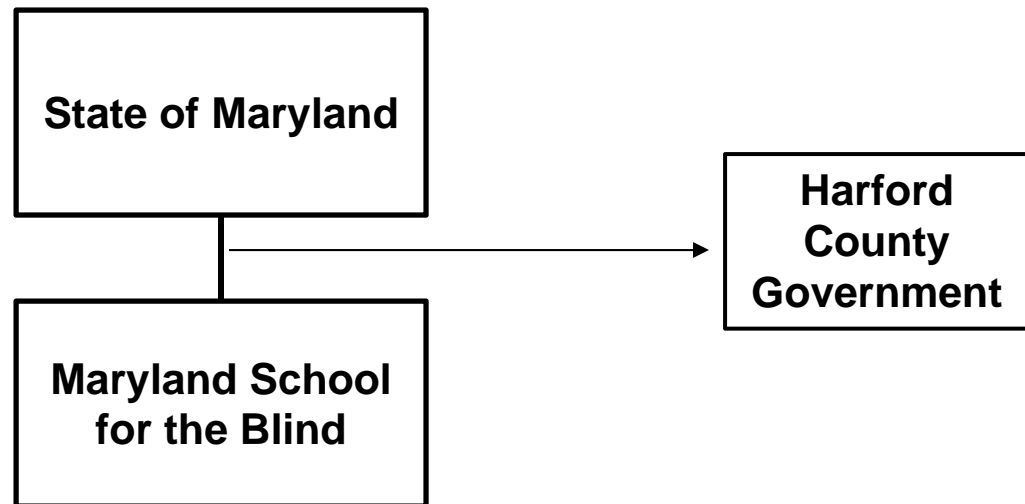 State of Maryland
Harford
County
Government
Maryland School
for the Blind